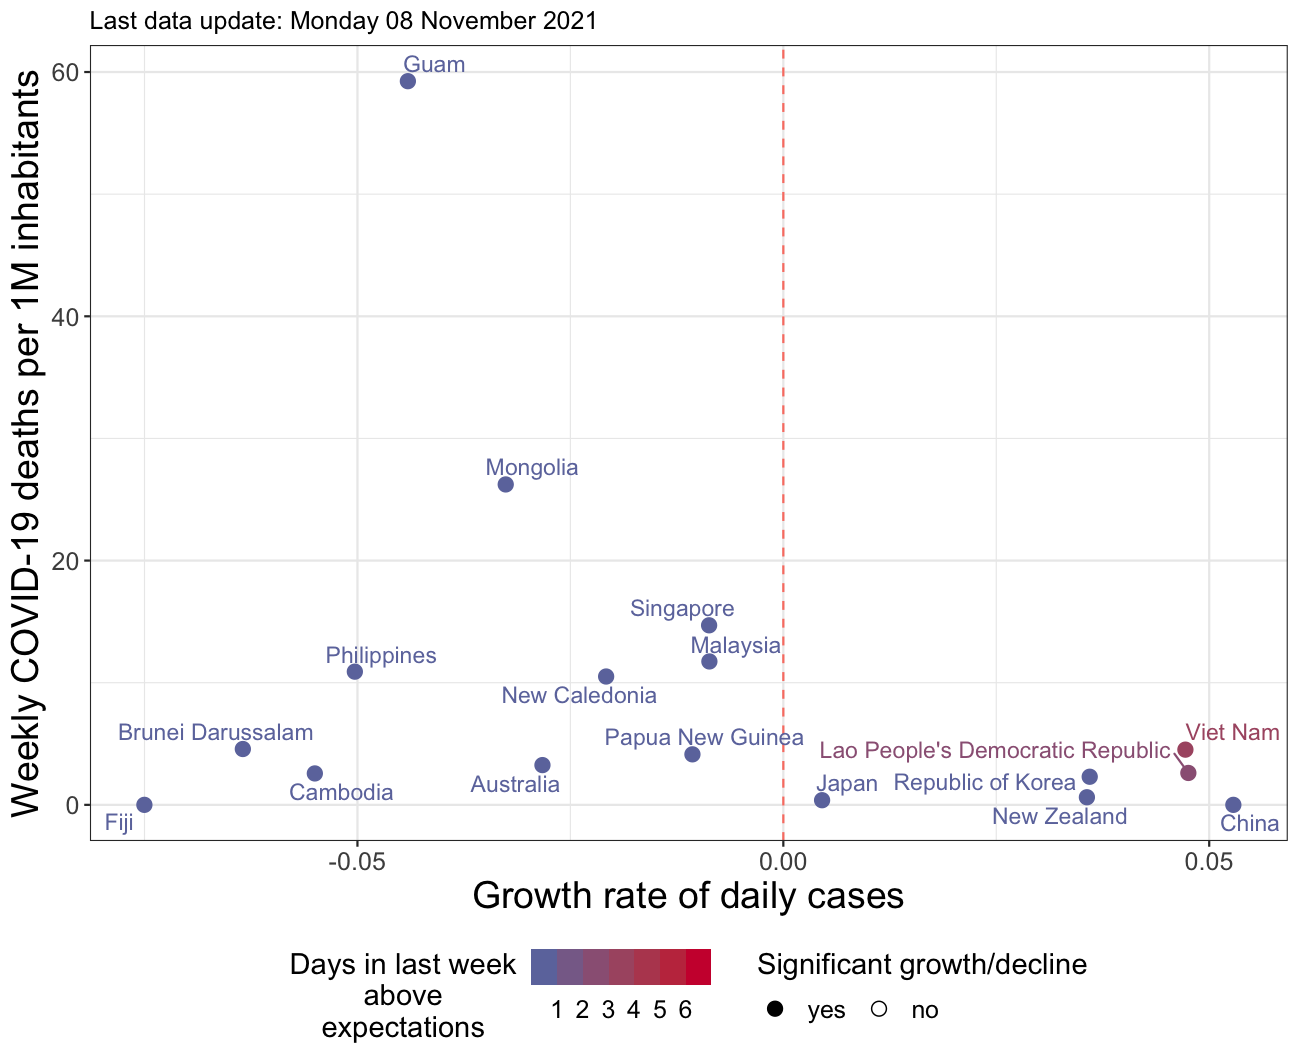 Last data update: Monday 08 November 2021
Weekly COVID-19 deaths per 1M inhabitants
60
40
20
0
Guam
Mongolia
Singapore
Malaysia
Philippines
New Caledonia
Brunei Darussalam
Papua New Guinea
Viet Nam
Lao People's Democratic Republic
Australia
Cambodia
Japan
Republic of Korea
New Zealand
Fiji
China
-0.05
0.00
0.05
Growth rate of daily cases
Days in last week
above
expectations
1 2 3 4 5 6
Significant growth/decline
yes
no